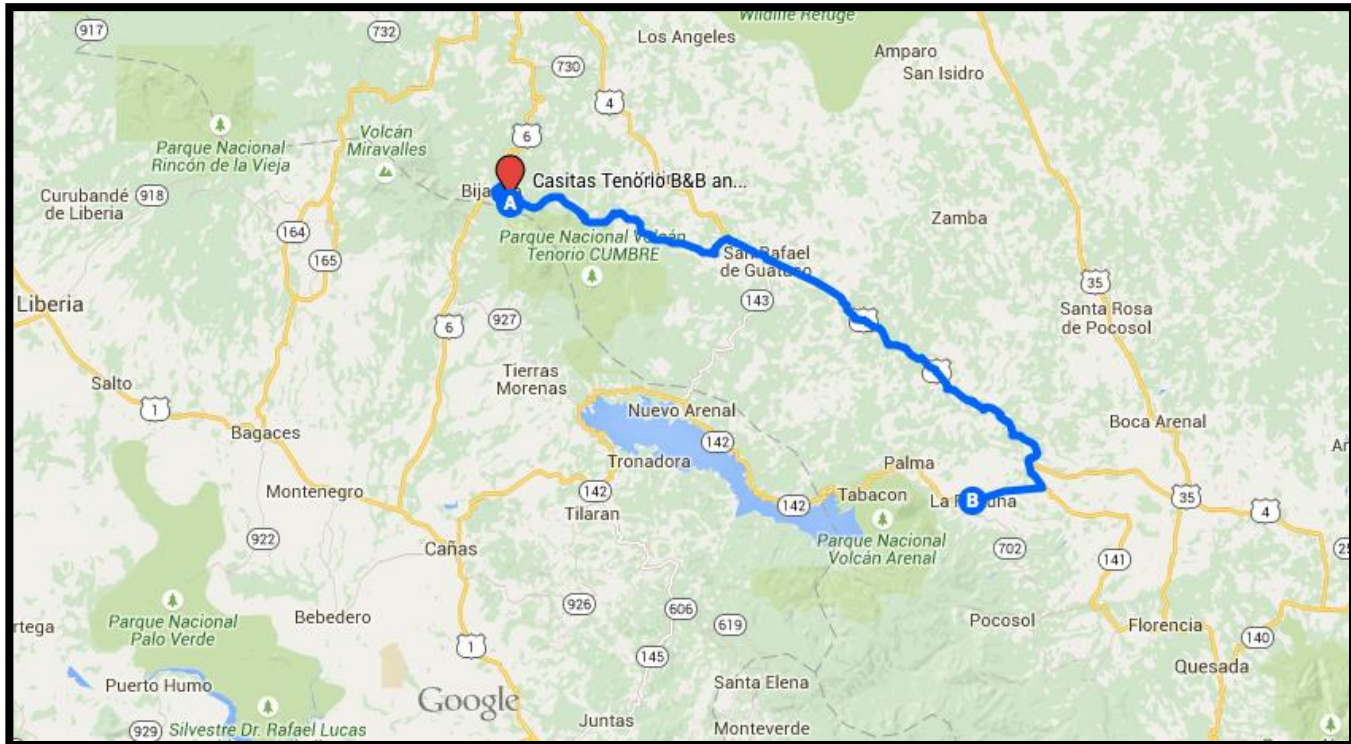 917
732
Wildlife Refuge
Los Angeles
Amparo
San Isidro
730
4
6
Parque Nacional
Rincón de la Vieja
Volcán
Miravalles
Casitas Tenório B&B an...
A
Curubandé
de Liberia
918
Zamba
164
165
Parque Nacional Volcán
Tenorio CUMBRE
San Rafael
de Guatuso
143
35
Santa Rosa
de Pocosol
Liberia
6
927
Salto
1
Tierras
Morenas
Bagaces
Nuevo Arenal
142
Boca Arenal
Tronadora
Palma
Montenegro
142
Tilaran
142
Tabacon
B
35
4
Parque Nacional
Volcán Arenal
702
922
Cañas
141
Parque Nacional
Palo Verde
Bebedero
926
606
619
Pocosol
Florencia
140
1
145
Quesada
Puerto Humo
Google
Santa Elena
929
Silvestre Dr. Rafael Lucas
Juntas
Monteverde